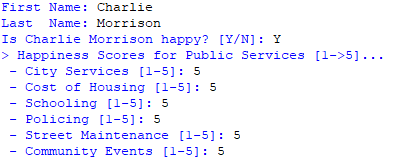 First Name: Charlie
Last  Name: Morrison
Is Charlie Morrison happy? [Y/N]: Y
> Happiness Scores for Public Services [1->5]...
 - City Services [1-5]: 5
 - Cost of Housing [1-5]: 5
 - Schooling [1-5]: 5
 - Policing [1-5]: 5
 - Street Maintenance [1-5]: 5
 - Community Events [1-5]: 5